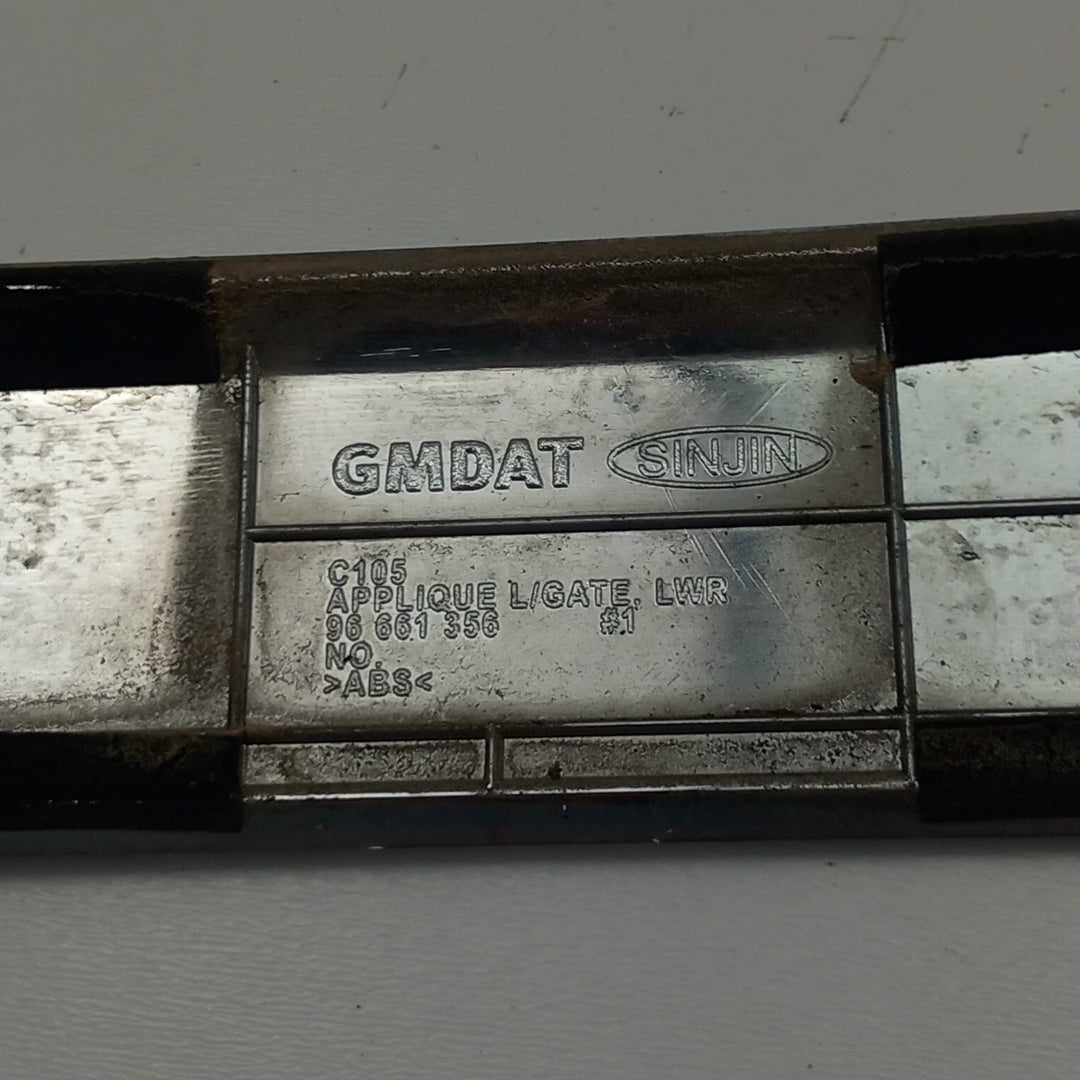 GMDAT SINJIN
C105
APPLIQUE L/GATE, LWR
96 661 356 #1
NO.
>ABS<